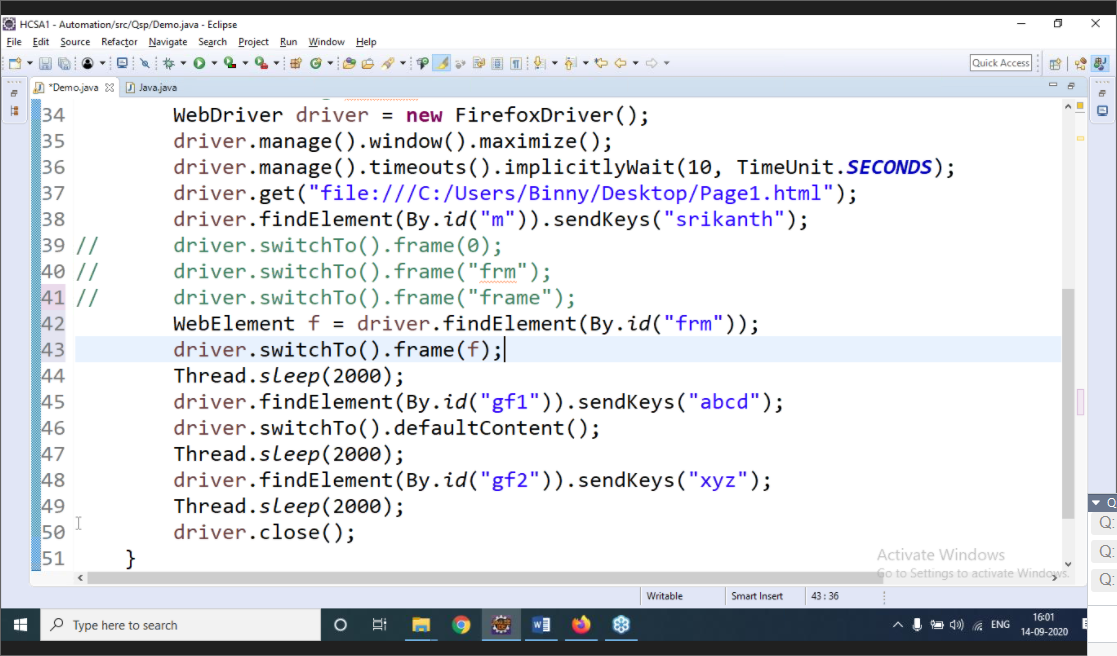 HCSA1 - Automation/src/Qsp/Demo.java - Eclipse
File Edit Source Refactor Navigate Search Project Run Window Help
Quick Access
*Demo.java Java.java
34 WebDriver driver = new FirefoxDriver();
35 driver.manage().window().maximize();
36 driver.manage().timeouts().implicitlyWait(10, TimeUnit.SECONDS);
37 driver.get("file:///C:/Users/Binny/Desktop/Page1.html");
38 driver.findElement(By.id("m")).sendKeys("srikanth");
39 // driver.switchTo().frame(0);
40 // driver.switchTo().frame("frm");
41 // driver.switchTo().frame("frame");
42 WebElement f = driver.findElement(By.id("frm"));
43 driver.switchTo().frame(f);
44 Thread.sleep(2000);
45 driver.findElement(By.id("gf1")).sendKeys("abcd");
46 driver.switchTo().defaultContent();
47 Thread.sleep(2000);
48 driver.findElement(By.id("gf2")).sendKeys("xyz");
49 Thread.sleep(2000);
50 driver.close();
51 }
Q:
Q:
Q:
Activate Windows
Go to Settings to activate Windows.
Writable Smart Insert 43 : 36
Type here to search
ENG
16:01
14-09-2020